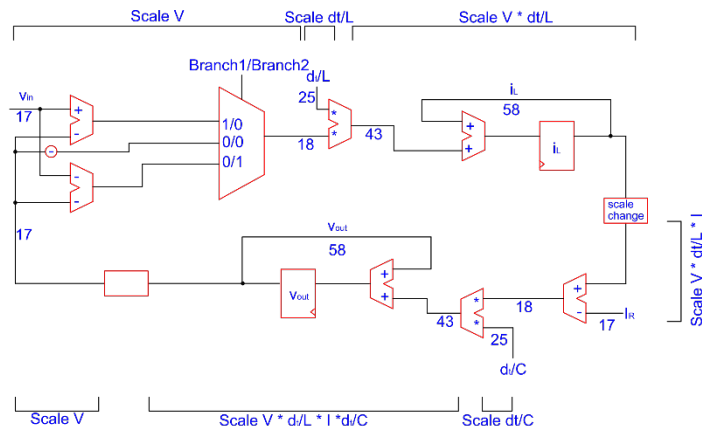 Scale V
Scale dt/L
Scale V * dt/L
Branch1/Branch2
vin
17
dt/L
25
iL
58
+
-
1/0
0/0
0/1
-
*
*
18
43
+
+
iL
-
-
scale
change
17
vout
58
Vout
+
+
43
*
*
25
18
+
-
17
IR
dt/C
Scale V * dt/L * I
Scale V
Scale V * dt/L * I *dt/C
Scale dt/C